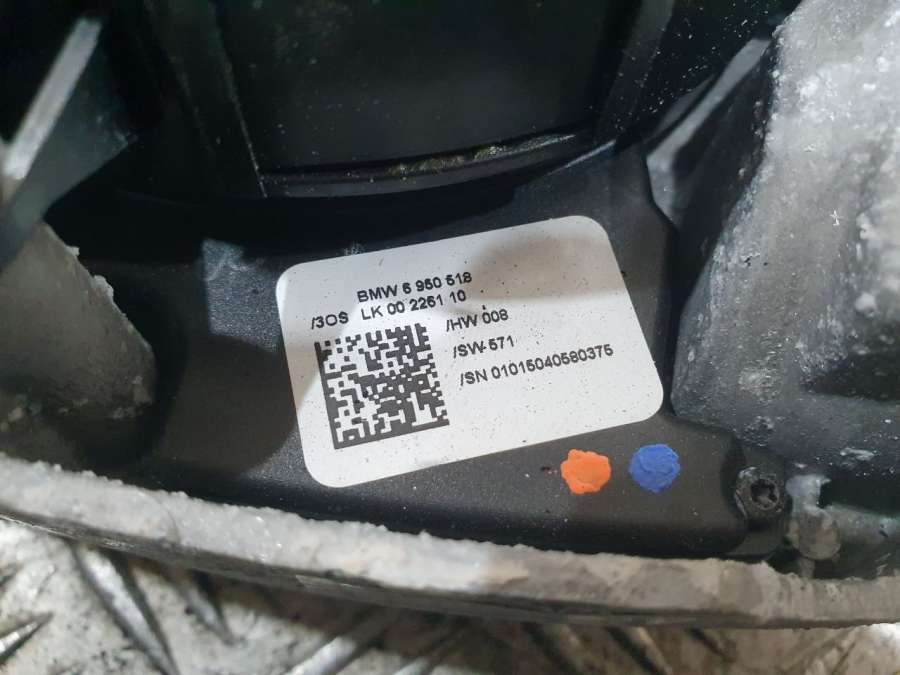 BMW 6 950 518
/3OS LK 00 2261 10
/HW 008
/SW 571
/SN 01015040580375